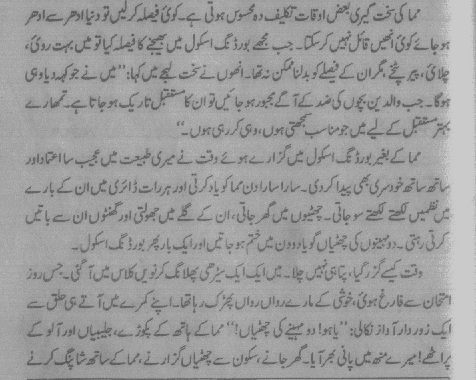 مما کی سخت گیری بعض اوقات تکلیف دہ محسوس ہوتی ہے۔ کوئی فیصلہ کرلیں تو دنیا ادھر سے ادھر
ہوجائے کوئی انھیں قائل نہیں کرسکتا۔ جب مجھے بورڈنگ اسکول میں بھیجنے کا فیصلہ کیا تو میں بہت روئی،
چلائی، پیر پٹخے، مگر ان کے فیصلے کو بدلنا ممکن نہ تھا۔ انھوں نے سخت لہجے میں کہا: ”میں نے جو کہہ دیا وہی
ہوگا۔ جب والدین بچوں کی ضد کے آگے مجبور ہوجائیں تو ان کا مستقبل تاریک ہوجاتا ہے۔ تمھارے
بہتر مستقبل کے لیے میں جو مناسب سمجھتی ہوں، وہی کررہی ہوں۔“
مما کے بغیر بورڈنگ اسکول میں گزارے ہوئے وقت نے میری طبیعت میں عجیب سا اعتماد اور
ساتھ ساتھ خودسری بھی پیدا کردی۔ سارا سارا دن مما کو یاد کرتی اور ہر رات ڈائری میں ان کے بارے
میں نظمیں لکھتے لکھتے سوجاتی۔ چھٹیوں میں گھر جاتی، ان کے گلے میں جھولتی اور گھنٹوں ان سے باتیں
کرتی رہتی۔ دو مہینوں کی چھٹیاں گویا دو دن میں ختم ہوجاتیں اور ایک بار پھر بورڈنگ اسکول۔
وقت کیسے گزر گیا، پتا ہی نہیں چلا۔ میں ایک ایک سیڑھی پھلانگ کر نویں کلاس میں آگئی۔ جس روز
امتحان سے فارغ ہوئی، خوشی کے مارے رواں رواں پھڑک رہا تھا۔ اپنے کمرے میں آتے ہی حلق سے
ایک زوردار آواز نکالی: ”یاہو! دو مہینے کی چھٹیاں!“ مما کے ہاتھ کے پکوڑے، جلیبیاں اور آلو کے
پراٹھے! میرے منھ میں پانی بھر آیا۔ گھر جانے، سکون سے چھٹیاں گزارنے، مما کے ساتھ شاپنگ کرنے